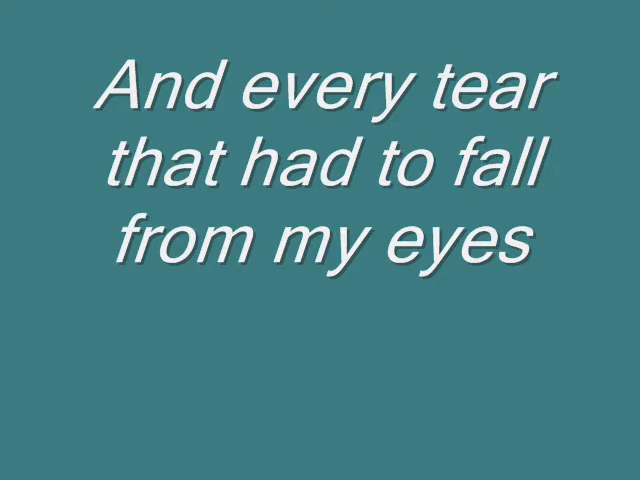 And every tear
that had to fall
from my eyes